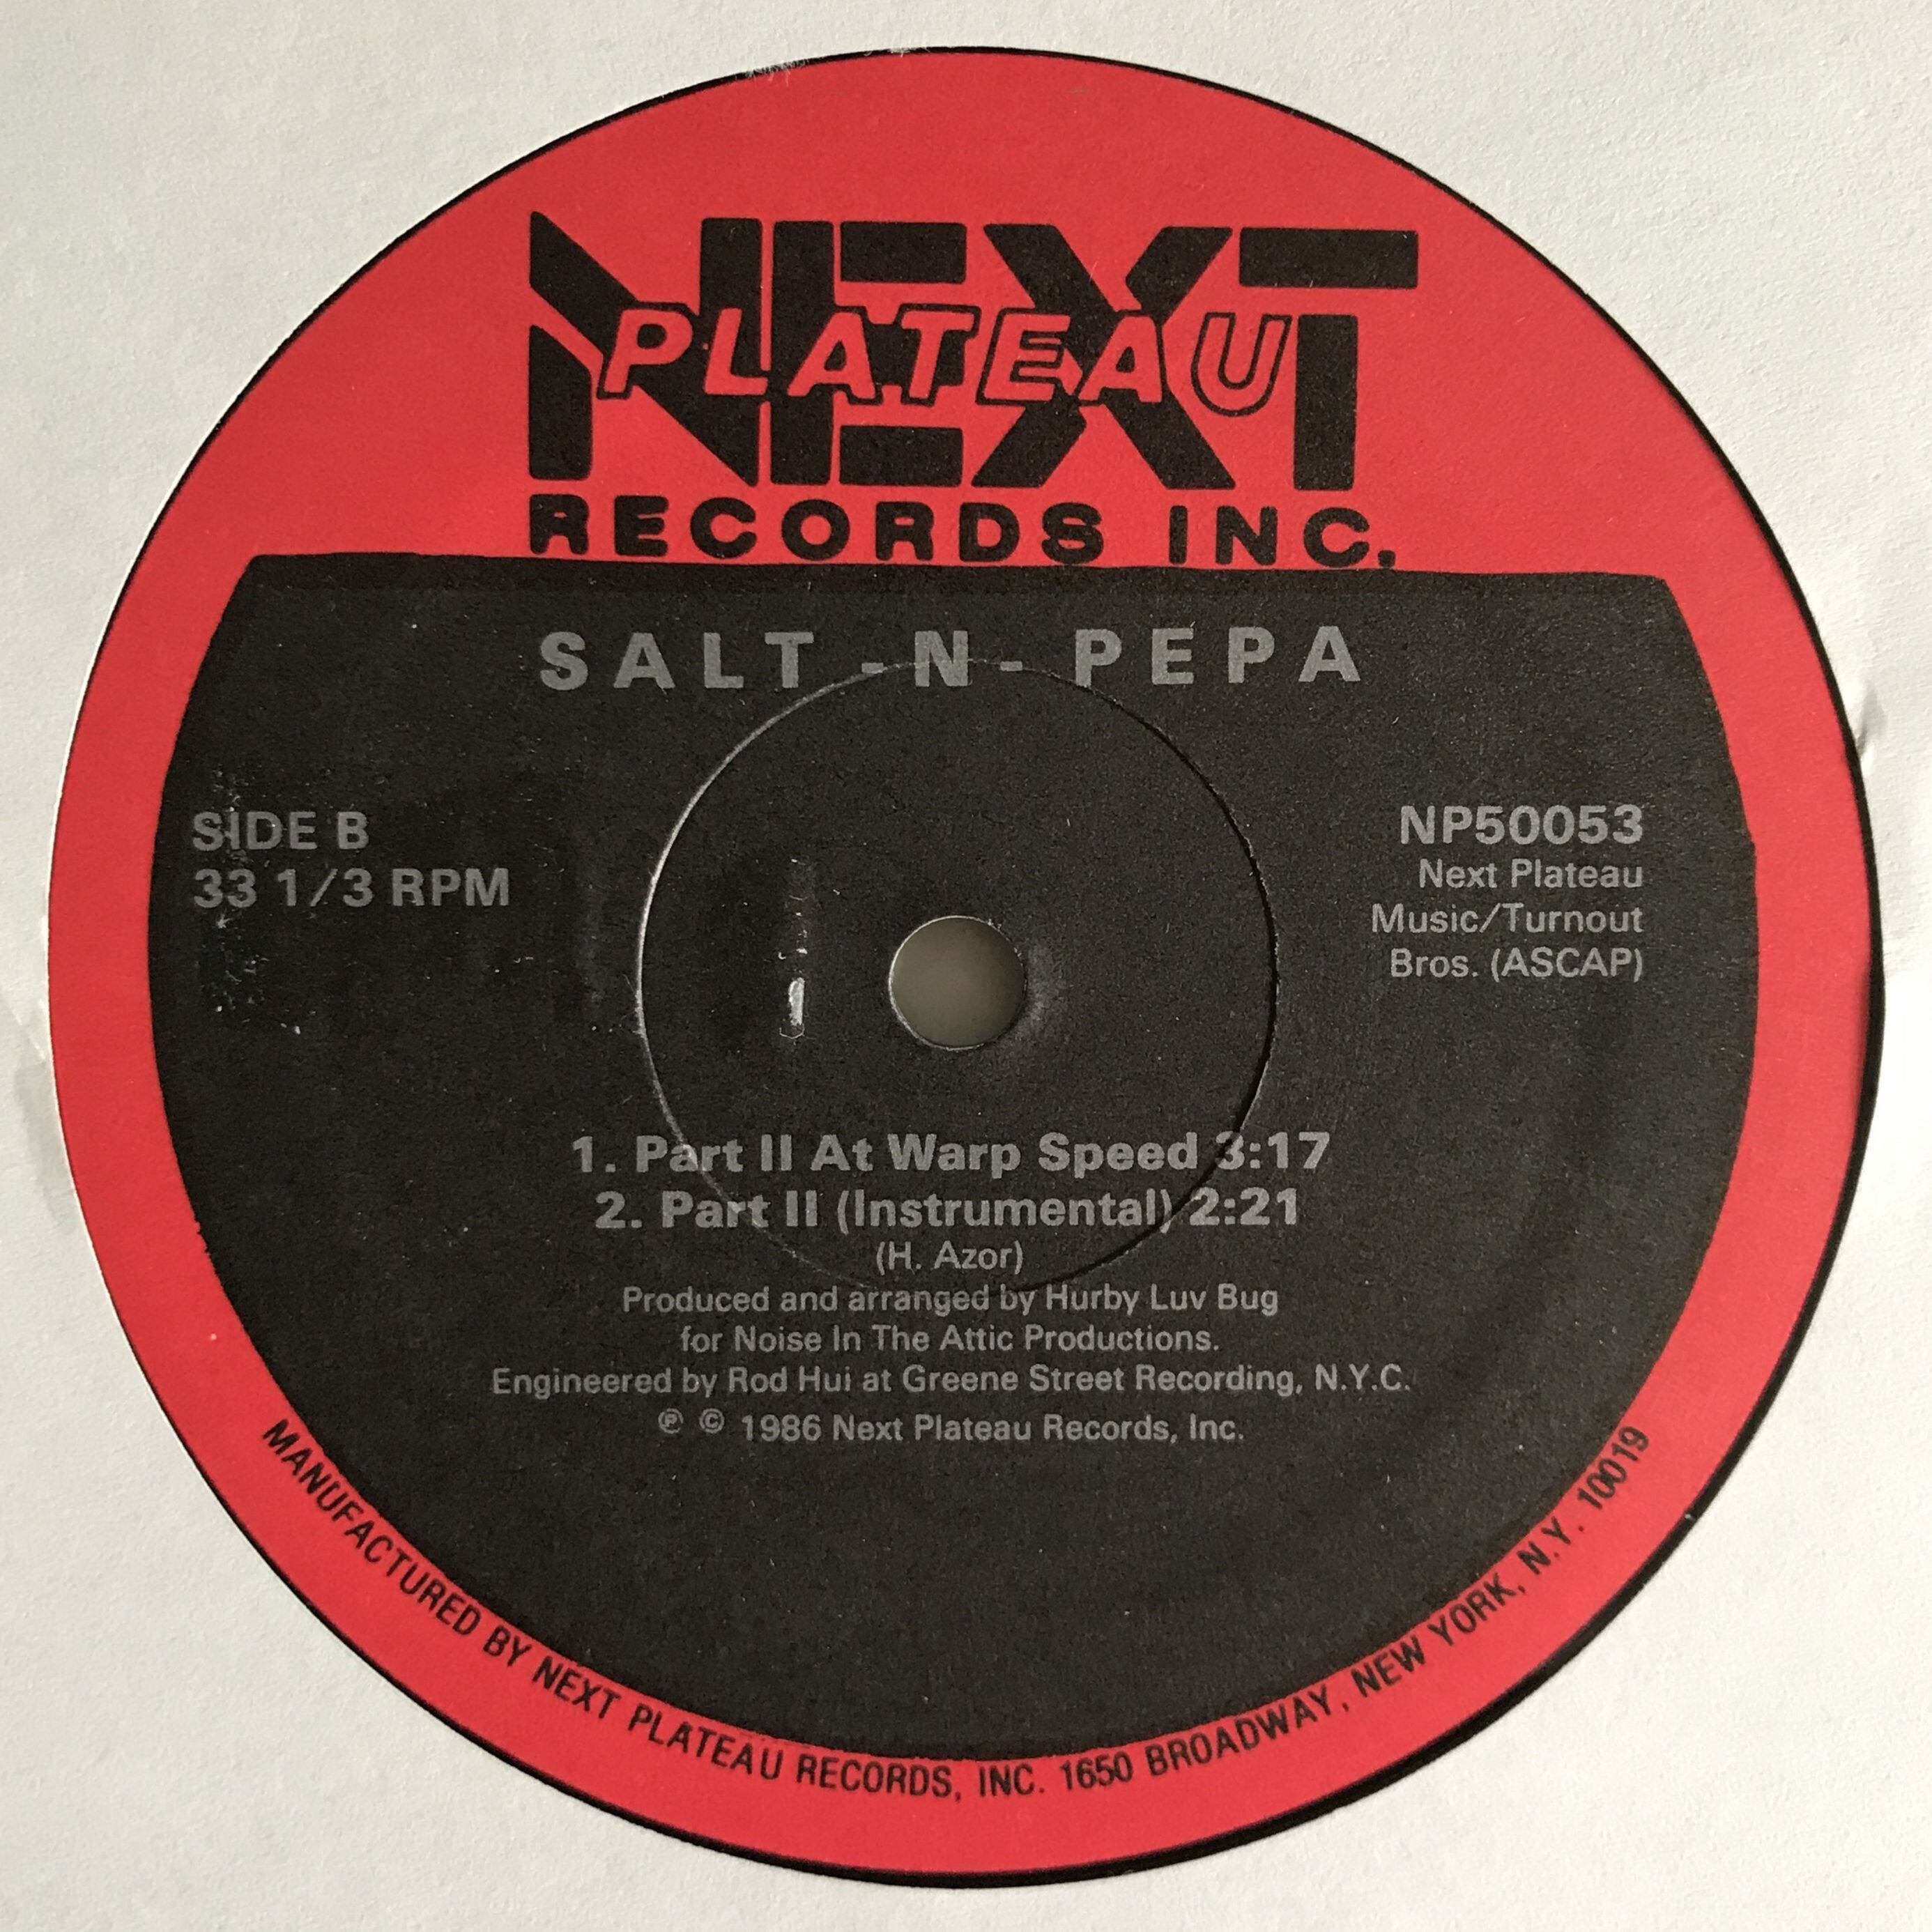 NEXT
PLATEAU
RECORDS INC.
SALT - N - PEPA
SIDE B
33 1/3 RPM
NP50053
Next Plateau
Music/Turnout
Bros. (ASCAP)
1. Part II At Warp Speed 3:17
2. Part II (Instrumental) 2:21
(H. Azor)
Produced and arranged by Hurby Luv Bug
for Noise In The Attic Productions.
Engineered by Rod Hui at Greene Street Recording, N.Y.C.
℗ © 1986 Next Plateau Records, Inc.
MANUFACTURED BY NEXT PLATEAU RECORDS, INC. 1650 BROADWAY, NEW YORK, N.Y. 10019